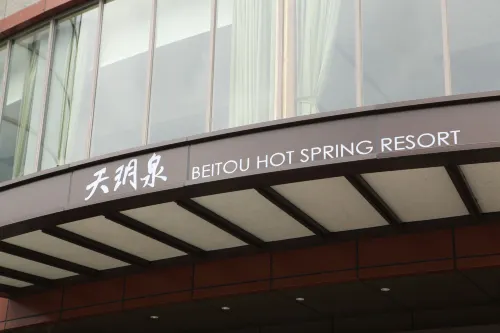 天玥泉 BEITOU HOT SPRING RESORT